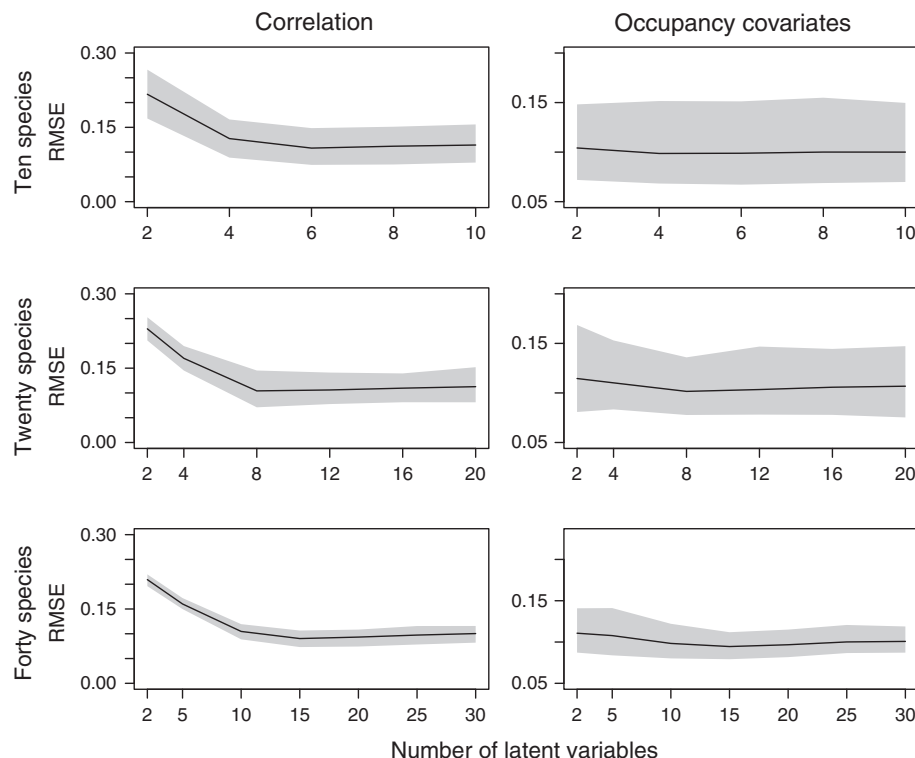 Correlation
Occupancy covariates
Ten species
RMSE
0.30
0.15
0.00
2 4 6 8 10
0.15
0.05
2 4 6 8 10
Twenty species
RMSE
0.30
0.15
0.00
2 4 8 12 16 20
0.15
0.05
2 4 8 12 16 20
Forty species
RMSE
0.30
0.15
0.00
2 5 10 15 20 25 30
0.15
0.05
2 5 10 15 20 25 30
Number of latent variables